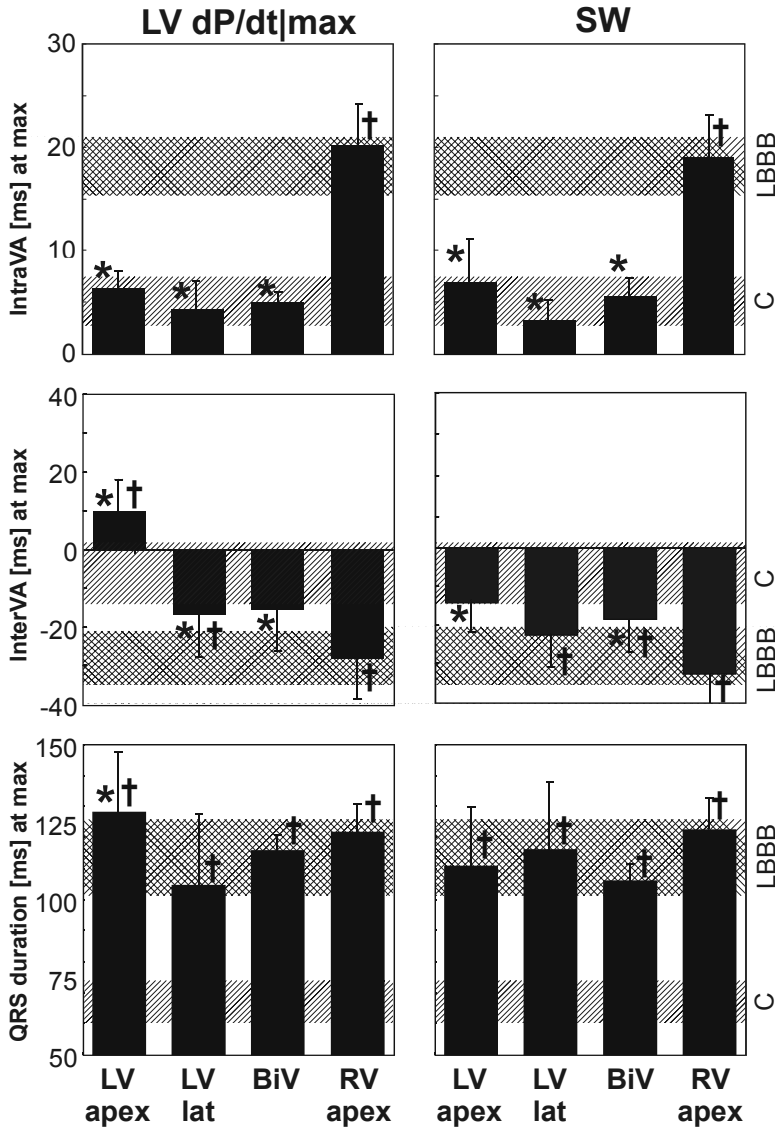 LV dP/dt|max
SW
IntraVA [ms] at max
30
20
10
0
*
*
*
†
*
*
*
†
LBBB
C
InterVA [ms] at max
40
20
0
-20
-40
* †
* †
*
†
*
†
* †
†
C
LBBB
QRS duration [ms] at max
150
125
100
75
50
* †
†
†
†
†
†
†
†
LBBB
C
LV
apex
LV
lat
BiV
RV
apex
LV
apex
LV
lat
BiV
RV
apex